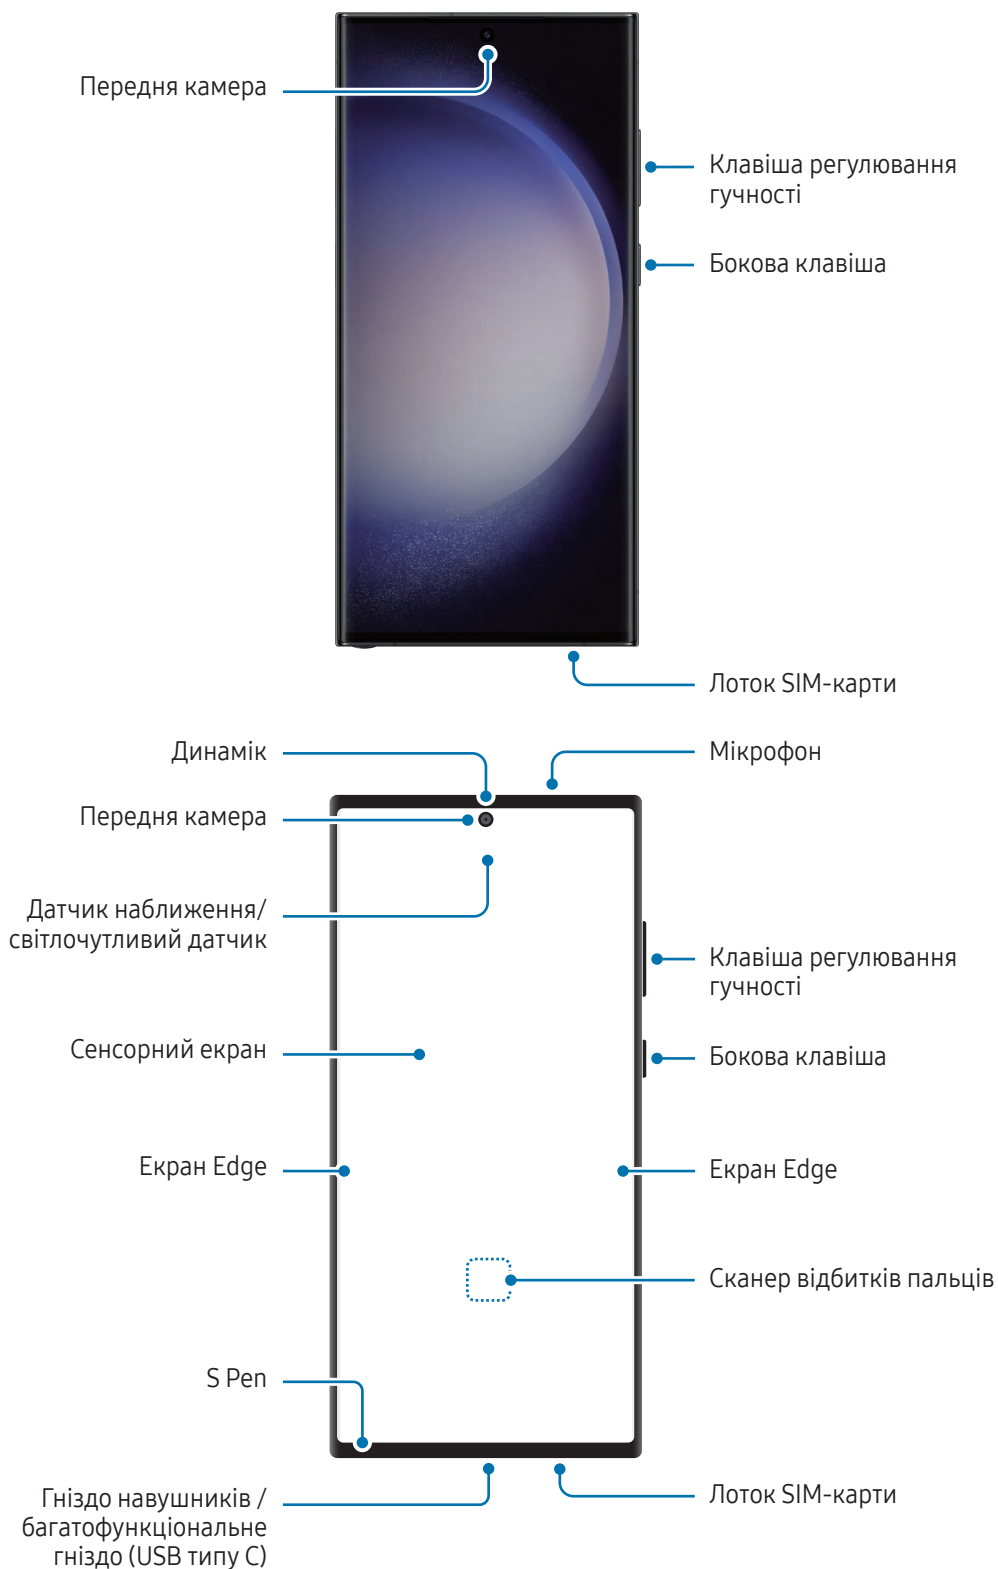 Передня камера
Клавіша регулювання
гучності
Бокова клавіша
Лоток SIM-карти
Динамік
Мікрофон
Передня камера
Датчик наближення/
світлочутливий датчик
Клавіша регулювання
гучності
Сенсорний екран
Бокова клавіша
Екран Edge
Екран Edge
Сканер відбитків пальців
S Pen
Гніздо навушників /
багатофункціональне
гніздо (USB типу C)
Лоток SIM-карти